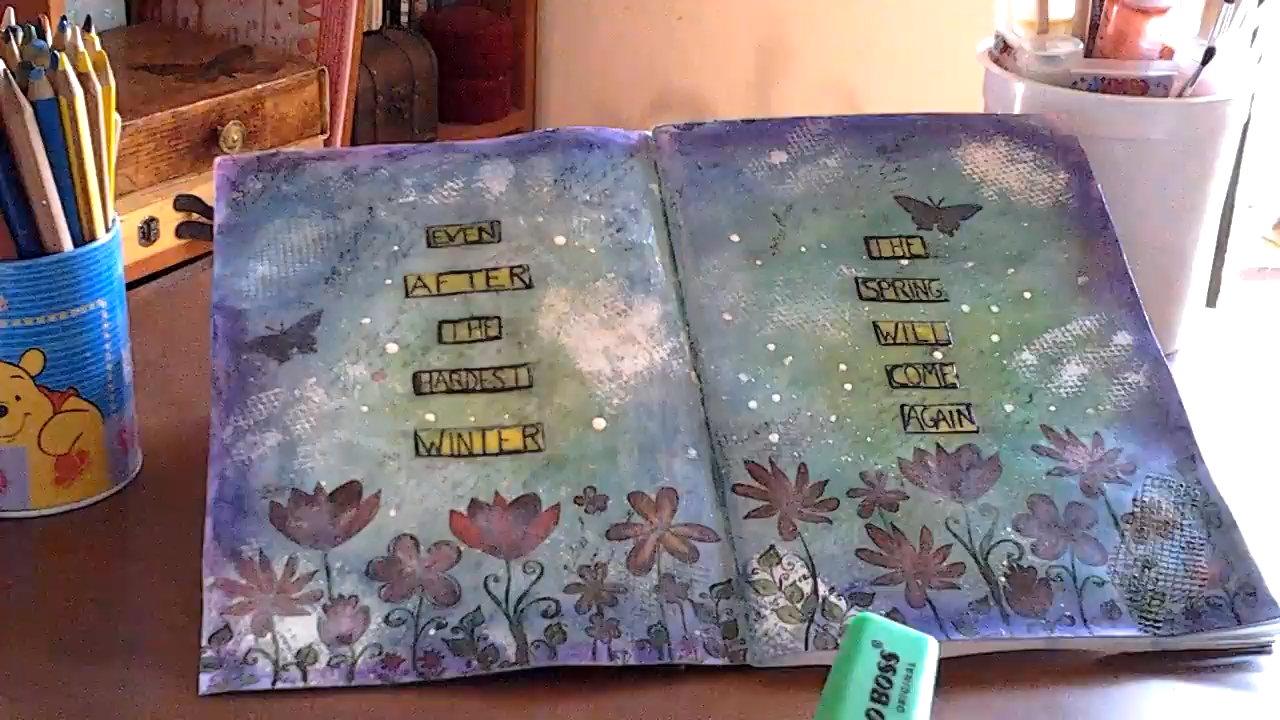 EVEN
AFTER
THE
HARDEST
WINTER
THE
SPRING
WILL
COME
AGAIN
O BOSS®
ORIGINAL